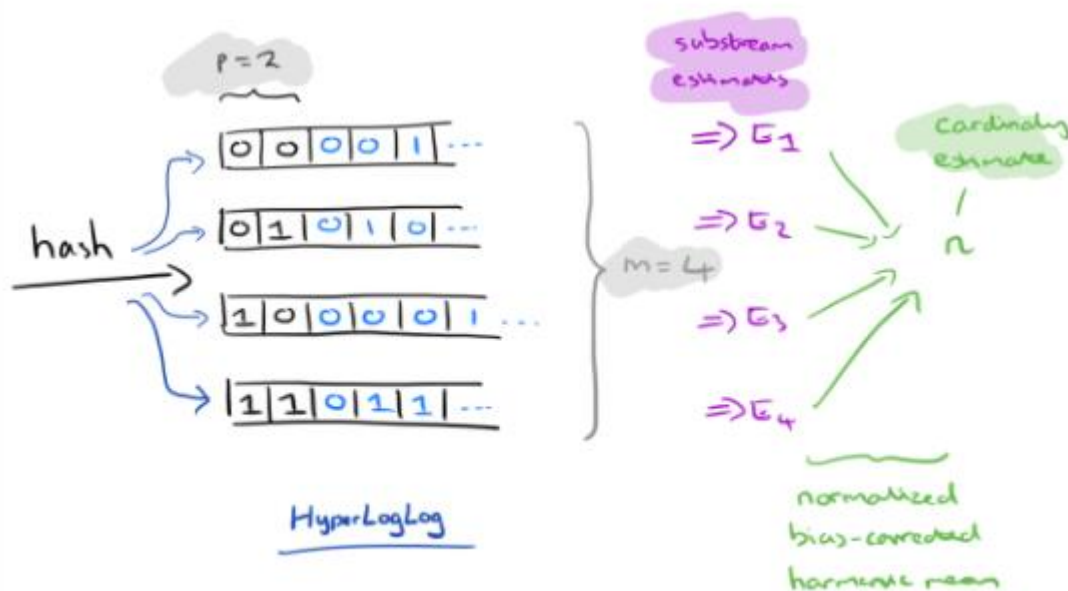 p = 2
substream
estimates
0 0 0 0 1 ...
=> E1
cardinality
estimate
hash
0 1 0 1 0 ...
=> E2
n
m = 4
1 0 0 0 0 1 ...
=> E3
1 1 0 1 1 ...
=> E4
HyperLogLog
normalized
bias-corrected
harmonic mean